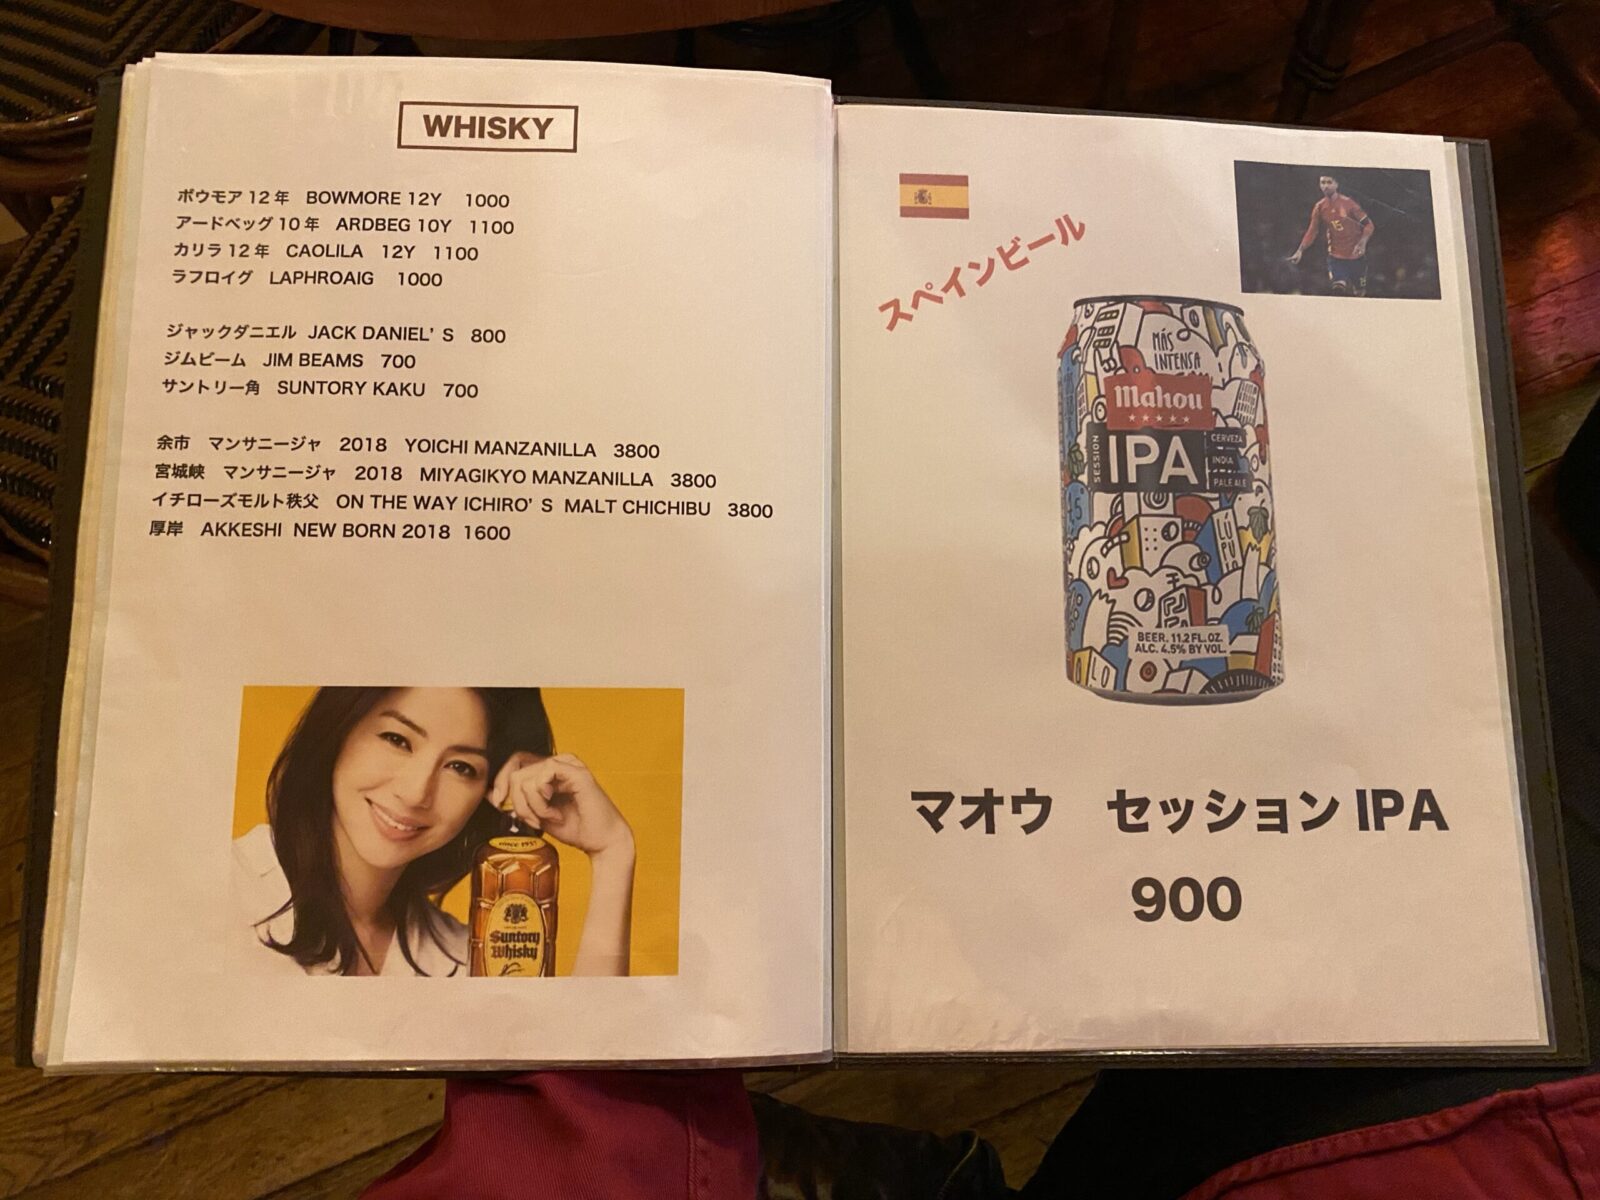 WHISKY
ボウモア 12 年 BOWMORE 12Y 1000
アードベッグ 10 年 ARDBEG 10Y 1100
カリラ 12 年 CAOLILA 12Y 1100
ラフロイグ LAPHROAIG 1000
ジャックダニエル JACK DANIEL’ S 800
ジムビーム JIM BEAMS 700
サントリー角 SUNTORY KAKU 700
余市 マンサニージャ 2018 YOICHI MANZANILLA 3800
宮城峡 マンサニージャ 2018 MIYAGIKYO MANZANILLA 3800
イチローズモルト秩父 ON THE WAY ICHIRO’ S MALT CHICHIBU 3800
厚岸 AKKESHI NEW BORN 2018 1600
since 1937
Suntory
Whisky
スペインビール
15
MÁS
INTENSA
Mahou
SESSION
IPA
CERVEZA
INDIA
PALE ALE
4,5
LÚPULO
BEER. 11.2 FL. OZ.
ALC. 4.5% BY VOL.
マオウ セッション IPA
900